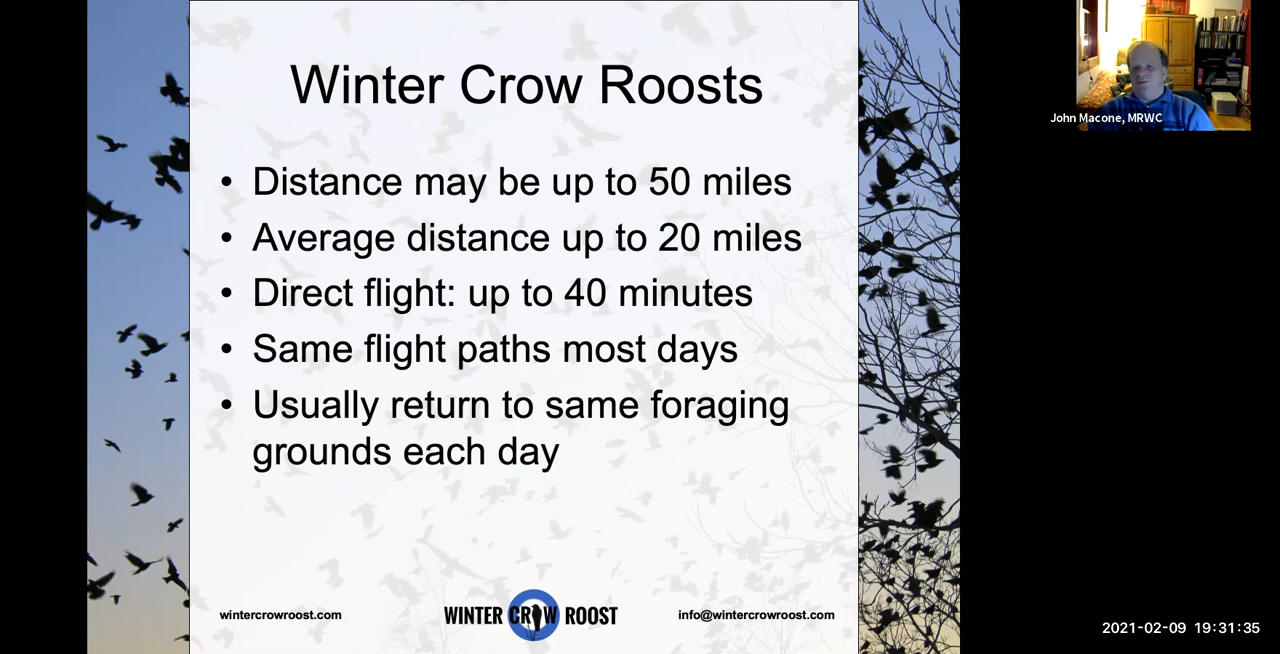 Winter Crow Roosts
• Distance may be up to 50 miles
• Average distance up to 20 miles
• Direct flight: up to 40 minutes
• Same flight paths most days
• Usually return to same foraging
grounds each day
wintercrowroost.com
WINTER CROW ROOST
info@wintercrowroost.com
John Macone, MRWC
2021-02-09 19:31:35